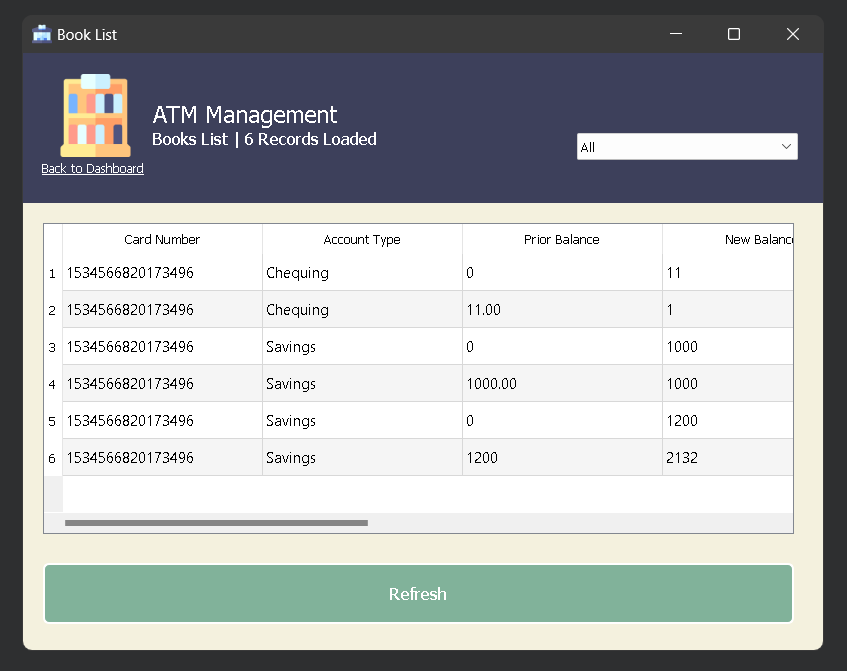 Book List
ATM Management
Books List | 6 Records Loaded
All
Back to Dashboard
Card Number Account Type Prior Balance New Balanc
1 1534566820173496 Chequing 0 11
2 1534566820173496 Chequing 11.00 1
3 1534566820173496 Savings 0 1000
4 1534566820173496 Savings 1000.00 1000
5 1534566820173496 Savings 0 1200
6 1534566820173496 Savings 1200 2132
Refresh